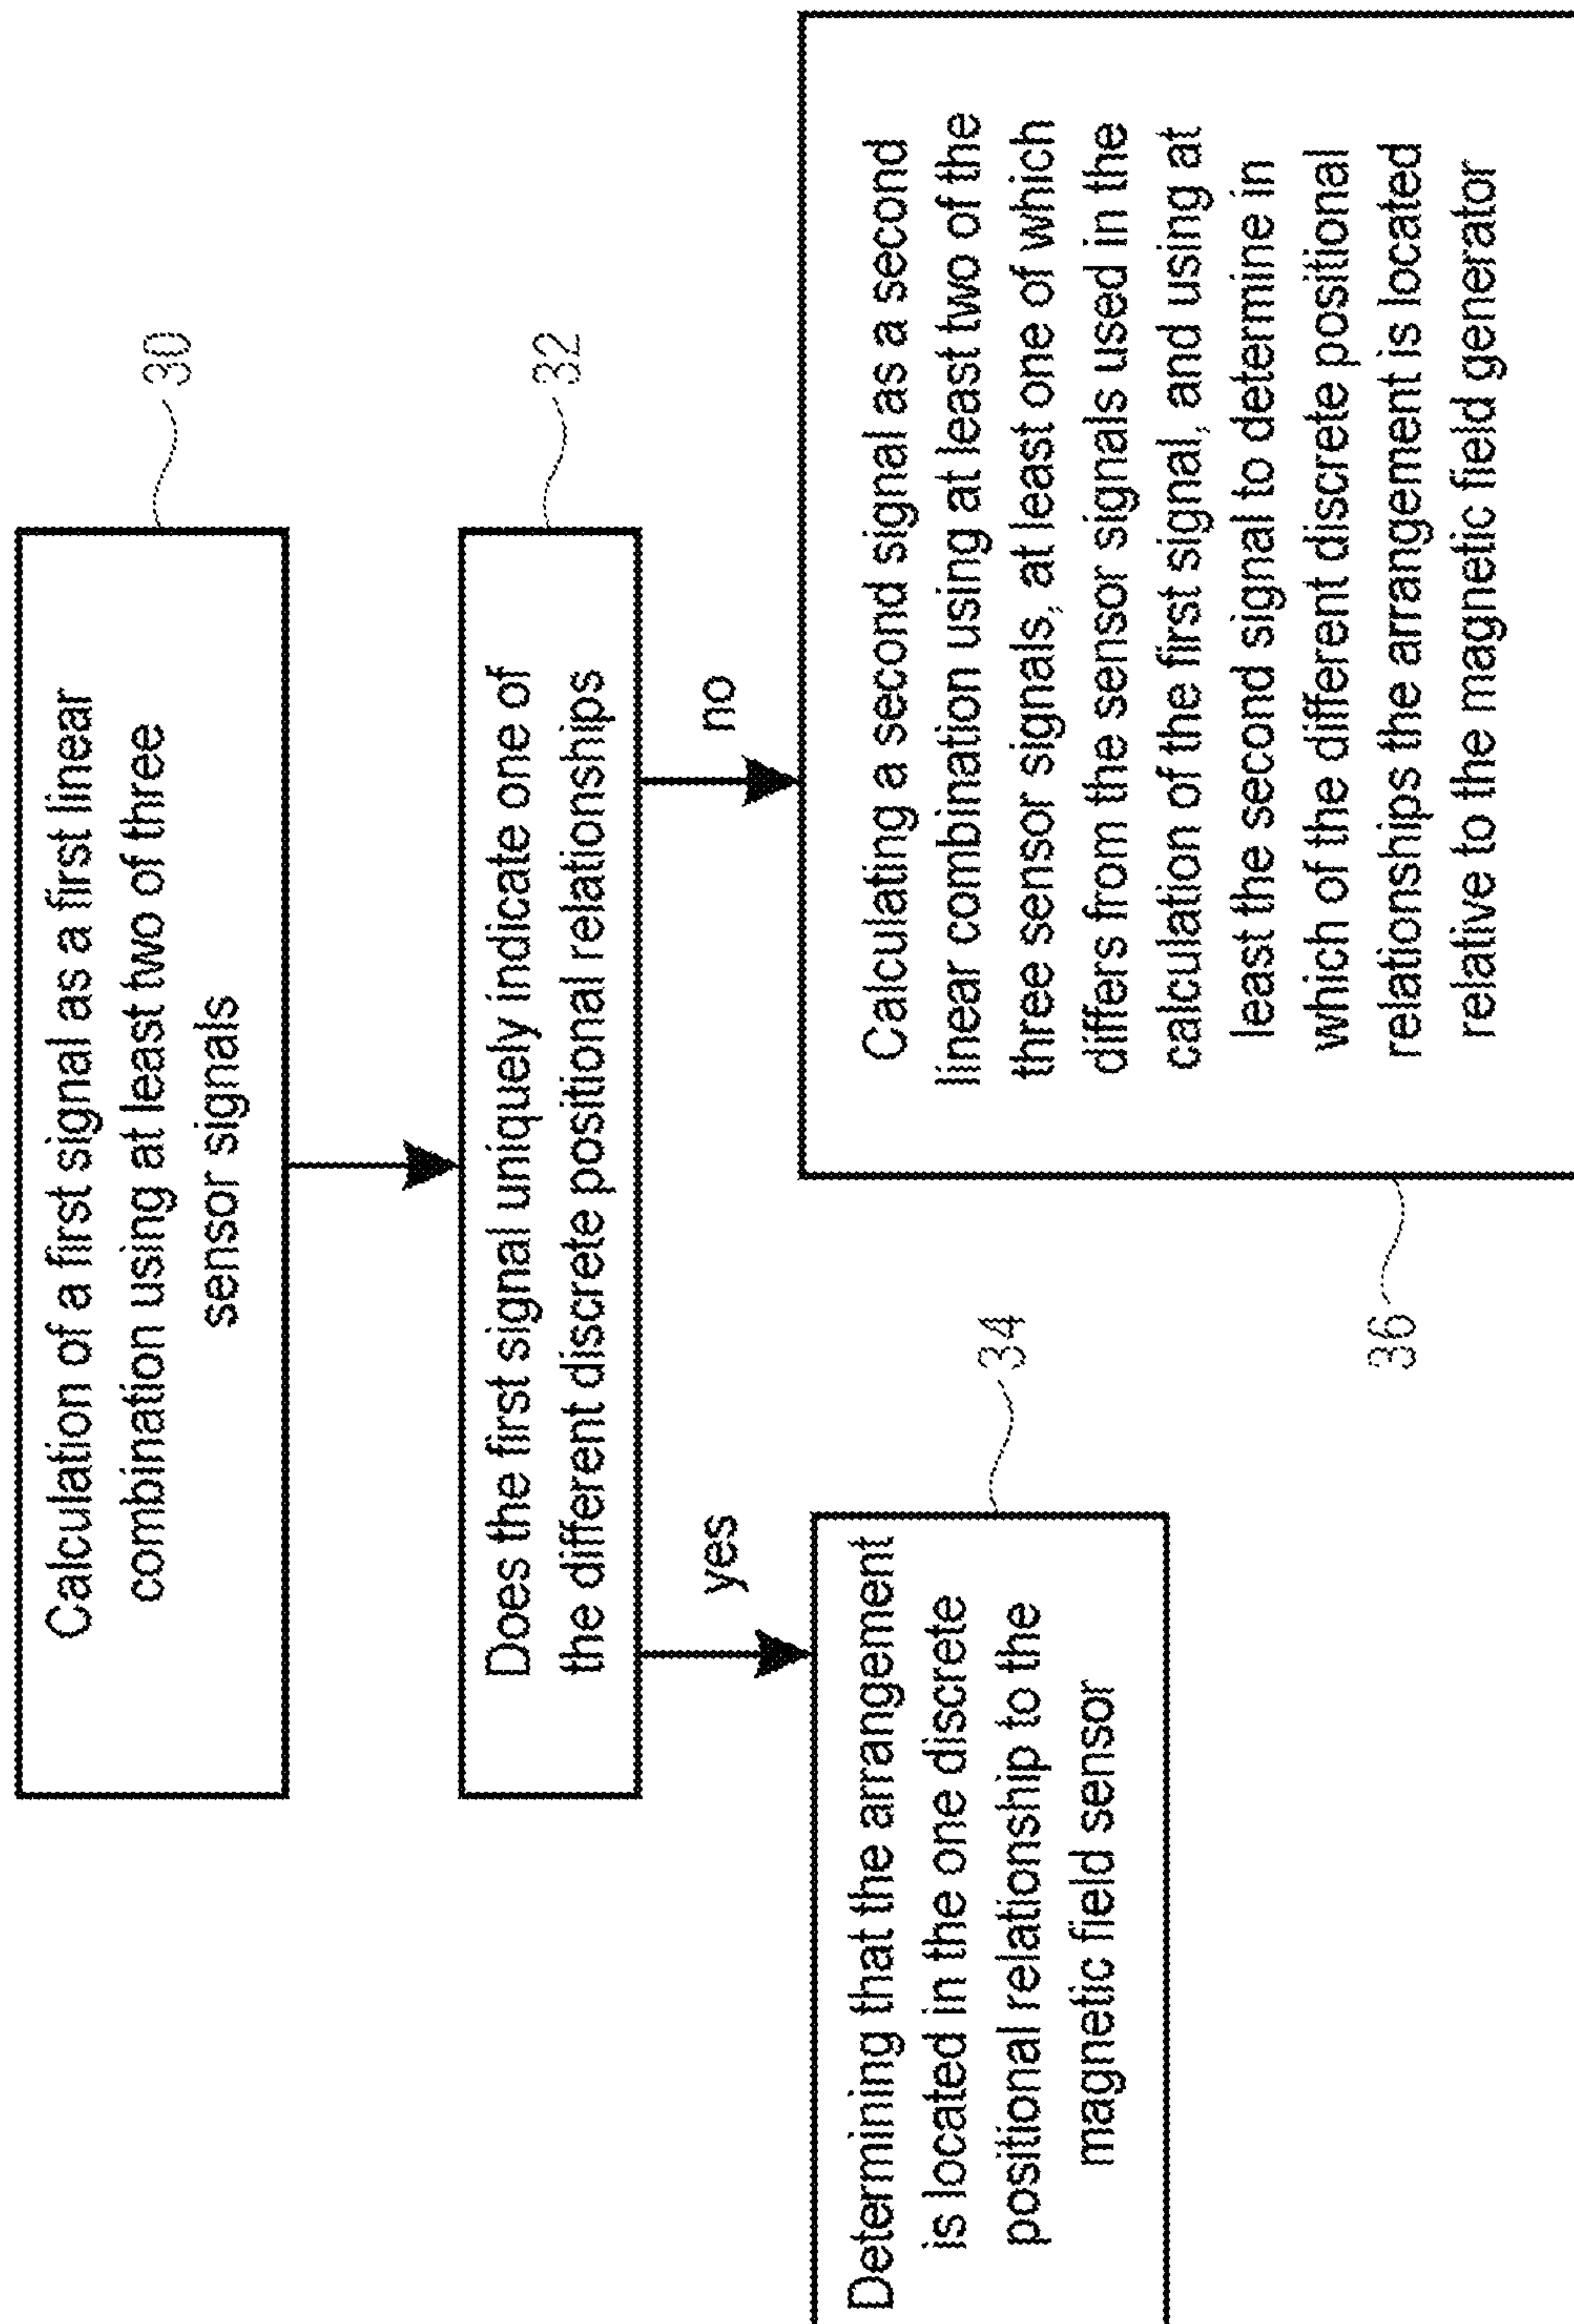 Calculation of a first signal as a first linear
combination using at least two of three
sensor signals
30
Does the first signal uniquely indicate one of
the different discrete positional relationships
32
yes
no
Determining that the arrangement
is located in the one discrete
positional relationship to the
magnetic field sensor
34
Calculating a second signal as a second
linear combination using at least two of the
three sensor signals, at least one of which
differs from the sensor signals used in the
calculation of the first signal, and using at
least the second signal to determine in
which of the different discrete positional
relationships the arrangement is located
relative to the magnetic field generator
36